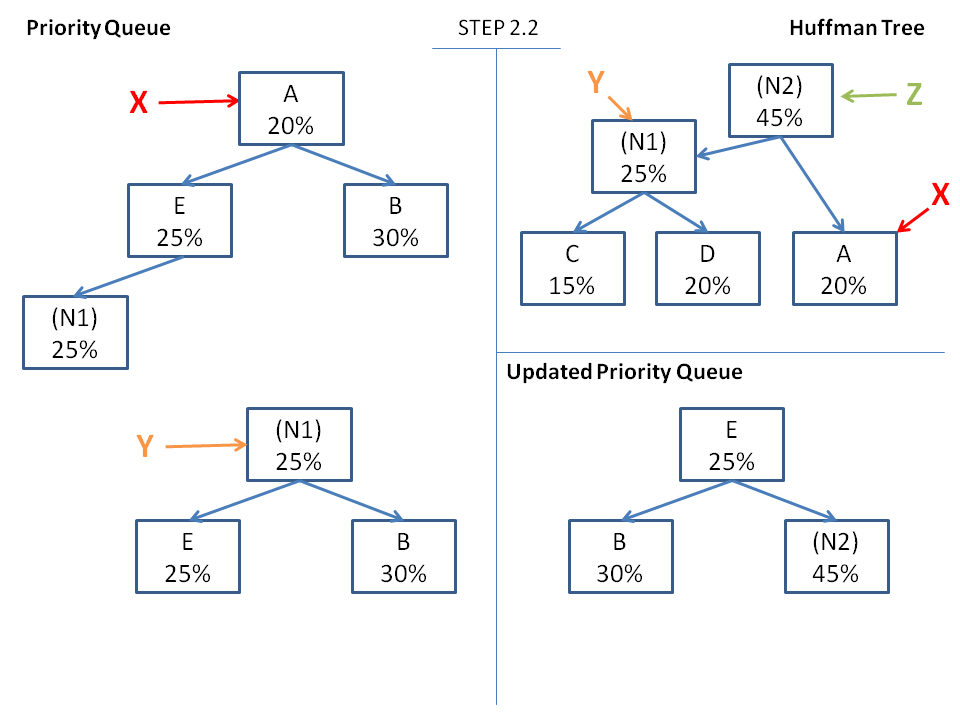 Priority Queue
STEP 2.2
Huffman Tree
X
A
20%
E
25%
B
30%
(N1)
25%
Y
(N1)
25%
E
25%
B
30%
Y
(N2)
45%
Z
(N1)
25%
X
C
15%
D
20%
A
20%
Updated Priority Queue
E
25%
B
30%
(N2)
45%